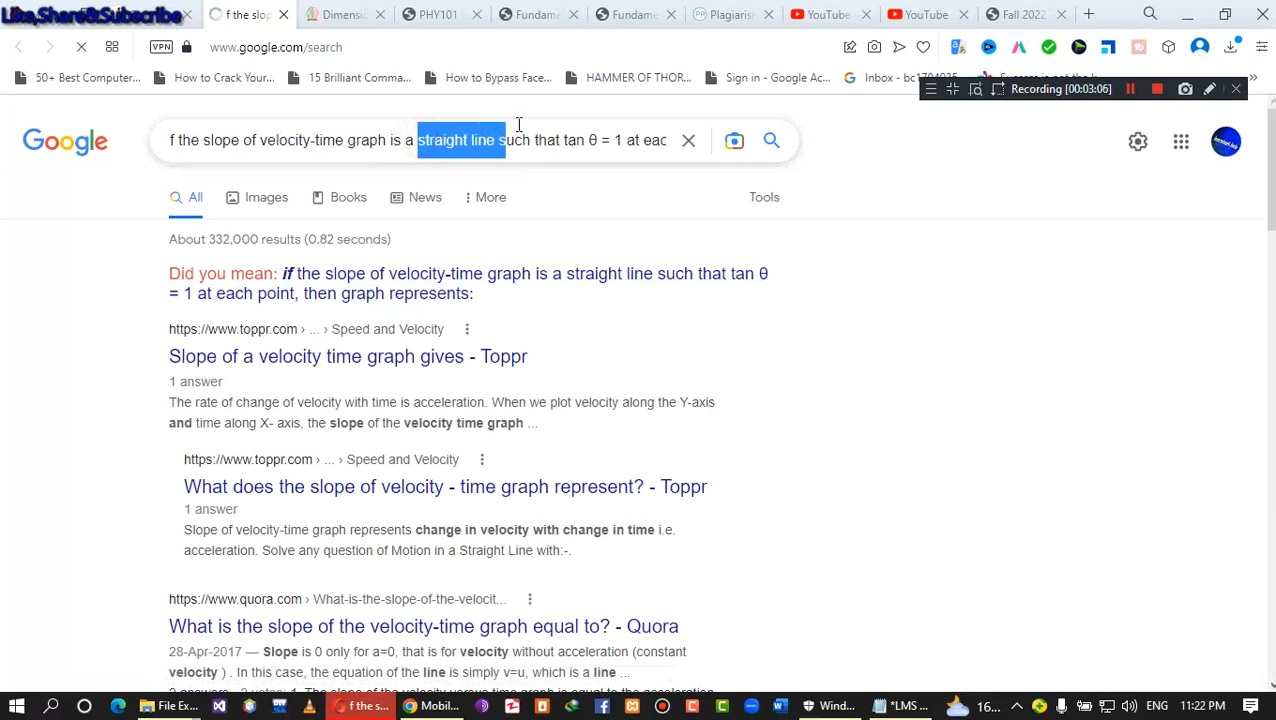 Like,Share&Subscribe
f the slop
Dimensic
PHY101
Fundam
Fundame
Plagiari
YouTube
YouTube
Fall 2022
VPN
www.google.com/search
50+ Best Computer...
How to Crack Your...
15 Brilliant Comma...
How to Bypass Face...
HAMMER OF THOR...
Sign in - Google Ac...
Inbox - bc1704035
Recording [00:03:06]
Google
f the slope of velocity-time graph is a straight line such that tan θ = 1 at eac
All
Images
Books
News
More
Tools
About 332,000 results (0.82 seconds)
Did you mean: if the slope of velocity-time graph is a straight line such that tan θ
= 1 at each point, then graph represents:
https://www.toppr.com › ... › Speed and Velocity
Slope of a velocity time graph gives - Toppr
1 answer
The rate of change of velocity with time is acceleration. When we plot velocity along the Y-axis
and time along X- axis, the slope of the velocity time graph ...
https://www.toppr.com › ... › Speed and Velocity
What does the slope of velocity - time graph represent? - Toppr
1 answer
Slope of velocity-time graph represents change in velocity with change in time i.e.
acceleration. Solve any question of Motion in a Straight Line with:-.
https://www.quora.com › What-is-the-slope-of-the-velocit...
What is the slope of the velocity-time graph equal to? - Quora
28-Apr-2017 — Slope is 0 only for a=0, that is for velocity without acceleration (constant
velocity ) . In this case, the equation of the line is simply v=u, which is a line ...
File Ex...
f the s...
Mobil...
Wind...
*LMS ...
16...
ENG
11:22 PM